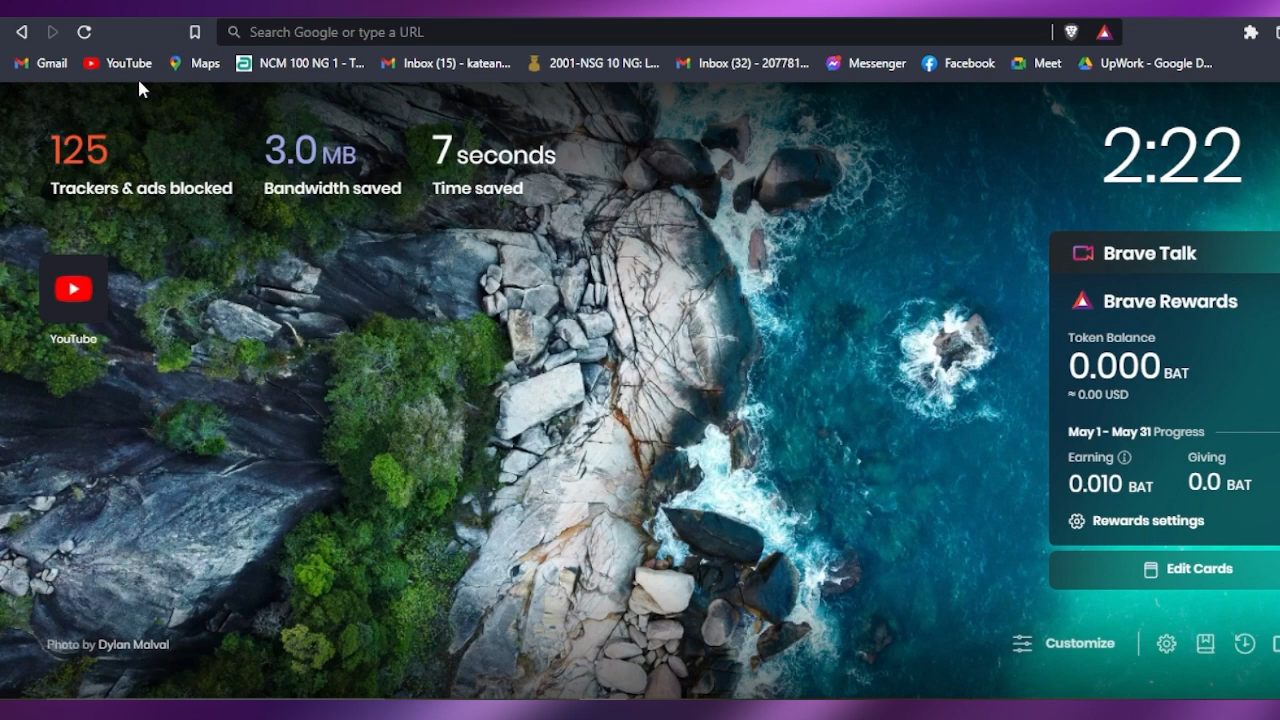 Search Google or type a URL
Gmail YouTube Maps NCM 100 NG 1 - T... Inbox (15) - katean... 2001-NSG 10 NG: L... Inbox (32) - 207781... Messenger Facebook Meet UpWork - Google D...
125 3.0 MB 7 seconds
Trackers & ads blocked Bandwidth saved Time saved
2:22
YouTube
Brave Talk
Brave Rewards
Token Balance
0.000 BAT
≈ 0.00 USD
May 1 - May 31 Progress
Earning Giving
0.010 BAT 0.0 BAT
Rewards settings
Edit Cards
Photo by Dylan Malval
Customize